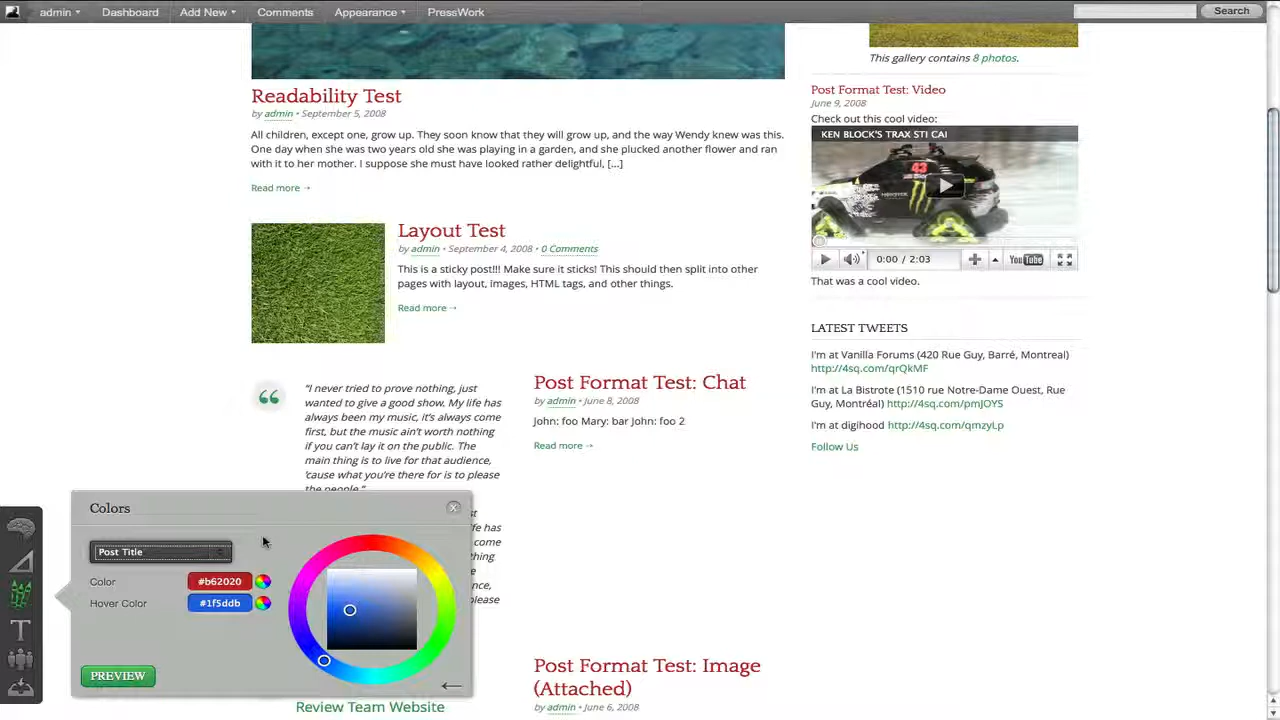 admin Dashboard Add New Comments Appearance PressWork Search
This gallery contains 8 photos.
Readability Test
by admin • September 5, 2008
All children, except one, grow up. They soon know that they will grow up, and the way Wendy knew was this.
One day when she was two years old she was playing in a garden, and she plucked another flower and ran
with it to her mother. I suppose she must have looked rather delightful, [...]
Read more →
Layout Test
by admin • September 4, 2008 • 0 Comments
This is a sticky post!!! Make sure it sticks! This should then split into other
pages with layout, images, HTML tags, and other things.
Read more →
"I never tried to prove nothing, just
wanted to give a good show. My life has
always been my music, it's always come
first, but the music ain't worth nothing
if you can't lay it on the public. The
main thing is to live for that audience,
'cause what you're there for is to please
the people."
st
fe has
come
thing
e,
please
Post Format Test: Chat
by admin • June 8, 2008
John: foo Mary: bar John: foo 2
Read more →
Post Format Test: Image
(Attached)
by admin • June 6, 2008
Post Format Test: Video
June 9, 2008
Check out this cool video:
KEN BLOCK'S TRAX STI CAI
43
0:00 / 2:03
YouTube
That was a cool video.
LATEST TWEETS
I'm at Vanilla Forums (420 Rue Guy, Barré, Montreal)
http://4sq.com/qrQkMF
I'm at La Bistrote (1510 rue Notre-Dame Ouest, Rue
Guy, Montréal) http://4sq.com/pmJOYS
I'm at digihood http://4sq.com/qmzyLp
Follow Us
Colors
Post Title
Color #b62020
Hover Color #1f5ddb
PREVIEW
T
Review Team Website